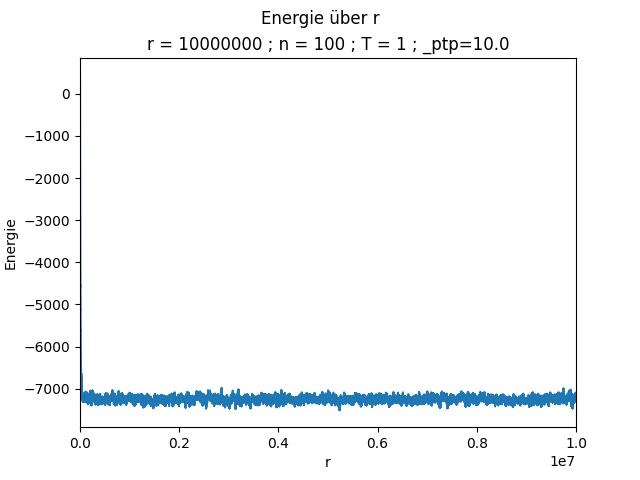 Energie über r
r = 10000000 ; n = 100 ; T = 1 ; _ptp=10.0
0
−1000
−2000
−3000
−4000
−5000
−6000
−7000
Energie
0.0
0.2
0.4
0.6
0.8
1.0
1e7
r